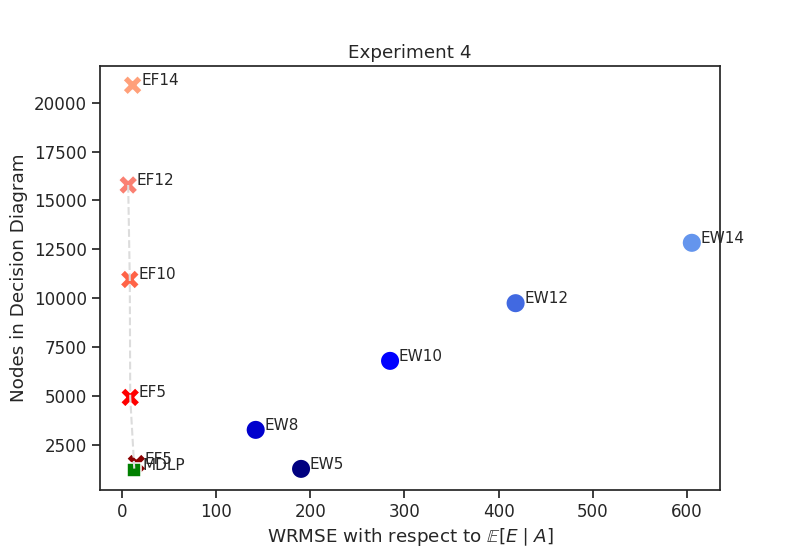 Experiment 4
Nodes in Decision Diagram
20000
17500
15000
12500
10000
7500
5000
2500
EF14
EF12
EF10
EF5
EF5
MDLP
EW14
EW12
EW10
EW8
EW5
0 100 200 300 400 500 600
WRMSE with respect to 𝔼[E | A]